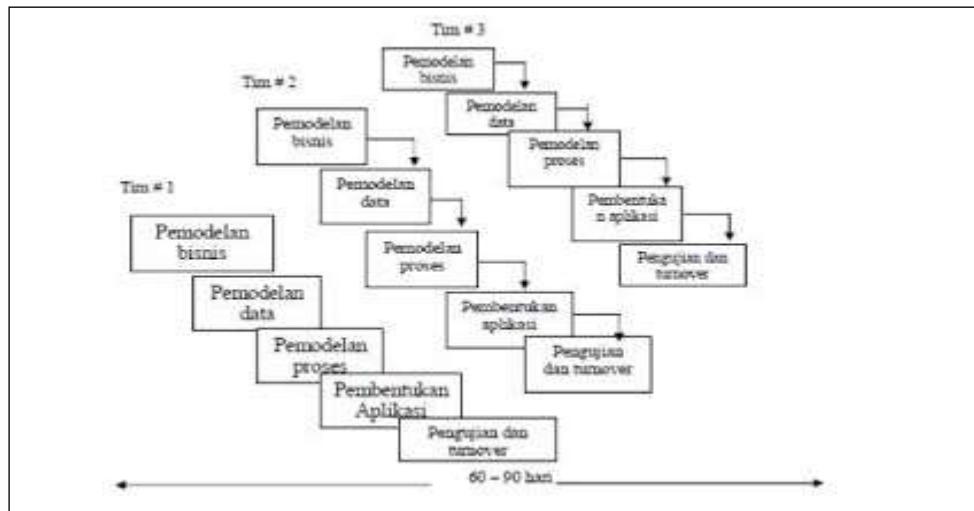 Tim # 3
Pemodelan
bisnis
Pemodelan
data
Pemodelan
proses
Pembentuka
n aplikasi
Pengujian dan
turnover
Tim # 2
Pemodelan
bisnis
Pemodelan
data
Pemodelan
proses
Pembentukan
aplikasi
Pengujian
dan turnover
Tim # 1
Pemodelan
bisnis
Pemodelan
data
Pemodelan
proses
Pembentukan
Aplikasi
Pengujian dan
turnover
60 – 90 hari